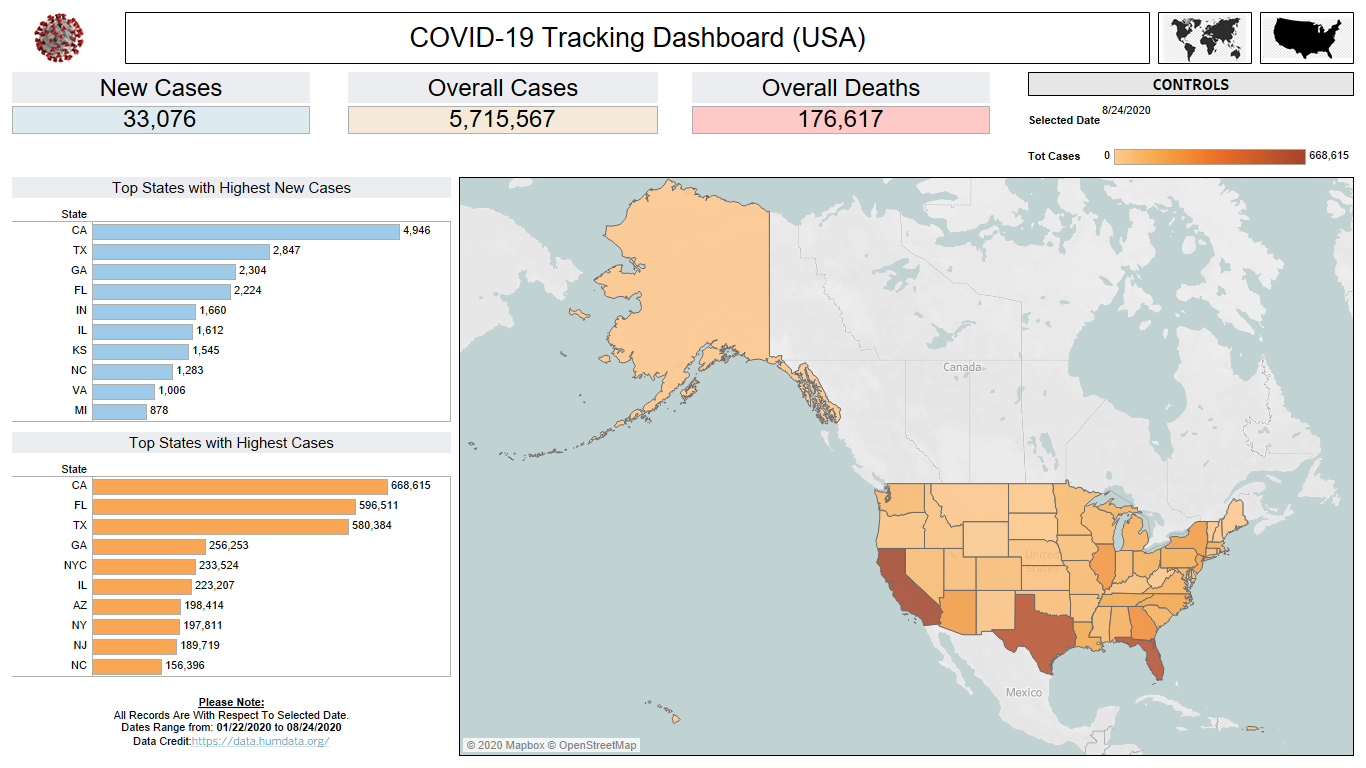 COVID-19 Tracking Dashboard (USA)
New Cases
33,076
Overall Cases
5,715,567
Overall Deaths
176,617
CONTROLS
Selected Date 8/24/2020
Tot Cases 0 668,615
Top States with Highest New Cases
State
CA 4,946
TX 2,847
GA 2,304
FL 2,224
IN 1,660
IL 1,612
KS 1,545
NC 1,283
VA 1,006
MI 878
Top States with Highest Cases
State
CA 668,615
FL 596,511
TX 580,384
GA 256,253
NYC 233,524
IL 223,207
AZ 198,414
NY 197,811
NJ 189,719
NC 156,396
Please Note:
All Records Are With Respect To Selected Date.
Dates Range from: 01/22/2020 to 08/24/2020
Data Credit:https://data.humdata.org/
Canada
United
States
Mexico
© 2020 Mapbox © OpenStreetMap